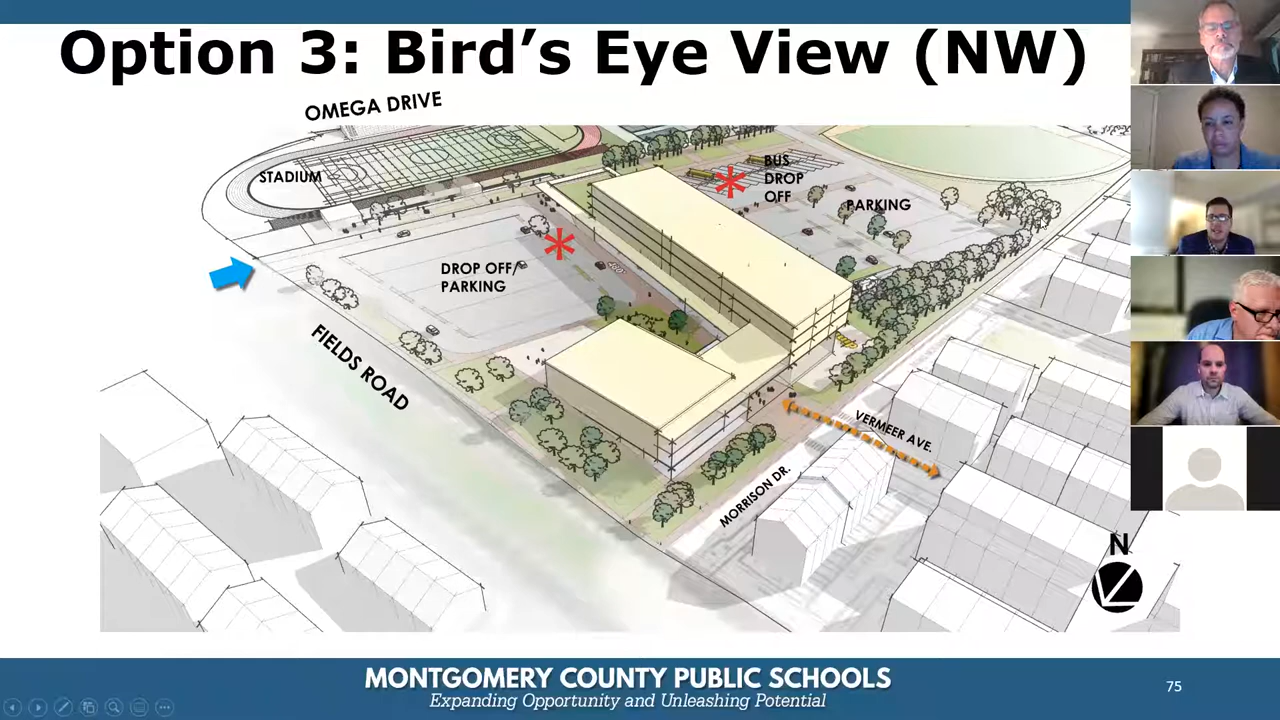 Option 3: Bird's Eye View (NW)
OMEGA DRIVE
STADIUM
BUS
DROP
OFF
PARKING
DROP OFF/
PARKING
FIELDS ROAD
VERMEER AVE.
MORRISON DR.
N
MONTGOMERY COUNTY PUBLIC SCHOOLS
Expanding Opportunity and Unleashing Potential
75